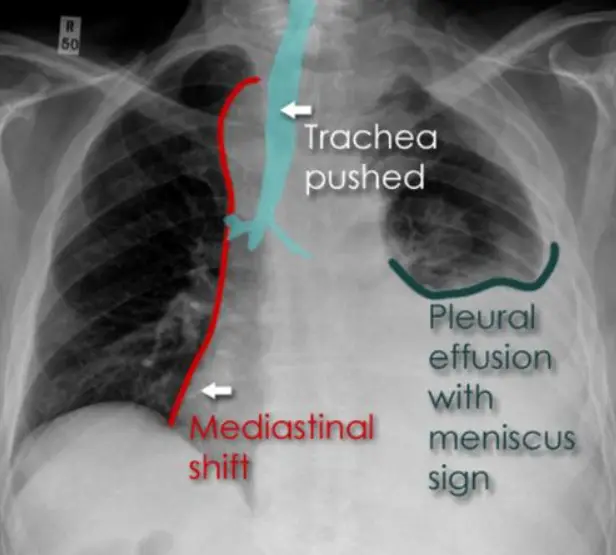 R
50
Trachea
pushed
Pleural
effusion
with
meniscus
sign
Mediastinal
shift